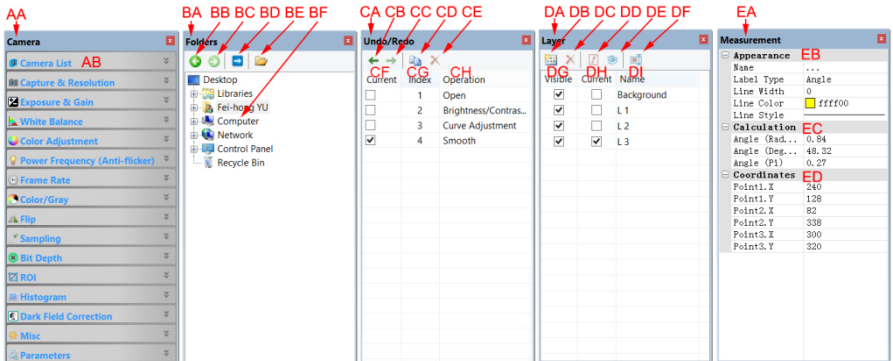 AA
BA BB BC BD BE BF
CA CB CC CD CE
DA DB DC DD DE DF
EA
Camera
AB
Camera List
Capture & Resolution
Exposure & Gain
White Balance
Color Adjustment
Power Frequency (Anti-flicker)
Frame Rate
Color/Gray
Flip
Sampling
Bit Depth
ROI
Histogram
Dark Field Correction
Misc
Parameters
Folders
Desktop
Libraries
Fei-hong YU
Computer
Network
Control Panel
Recycle Bin
Undo/Redo
CF CG CH
Current Index Operation
1 Open
2 Brightness/Contras...
3 Curve Adjustment
4 Smooth
Layer
DG DH DI
Visible Current Name
Background
L 1
L 2
L 3
Measurement
Appearance EB
Name ...
Label Type Angle
Line Width 0
Line Color ffff00
Line Style
Calculation EC
Angle (Rad... 0.84
Angle (Deg... 48.32
Angle (Pi) 0.27
Coordinates ED
Point1.X 240
Point1.Y 128
Point2.X 82
Point2.Y 338
Point3.X 300
Point3.Y 320